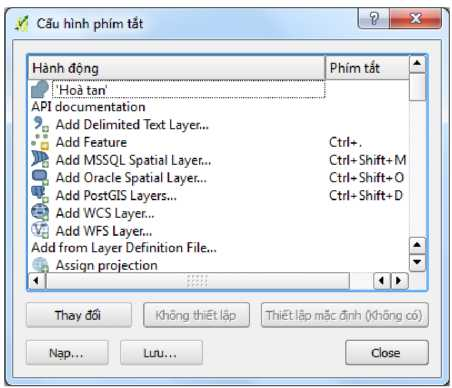 Cấu hình phím tắt
Hành động Phím tắt
'Hoà tan'
API documentation
Add Delimited Text Layer...
Add Feature Ctrl+.
Add MSSQL Spatial Layer... Ctrl+Shift+M
Add Oracle Spatial Layer... Ctrl+Shift+O
Add PostGIS Layers... Ctrl+Shift+D
Add WCS Layer...
Add WFS Layer...
Add from Layer Definition File...
Assign projection
Thay đổi Không thiết lập Thiết lập mặc định (Không có)
Nạp... Lưu... Close